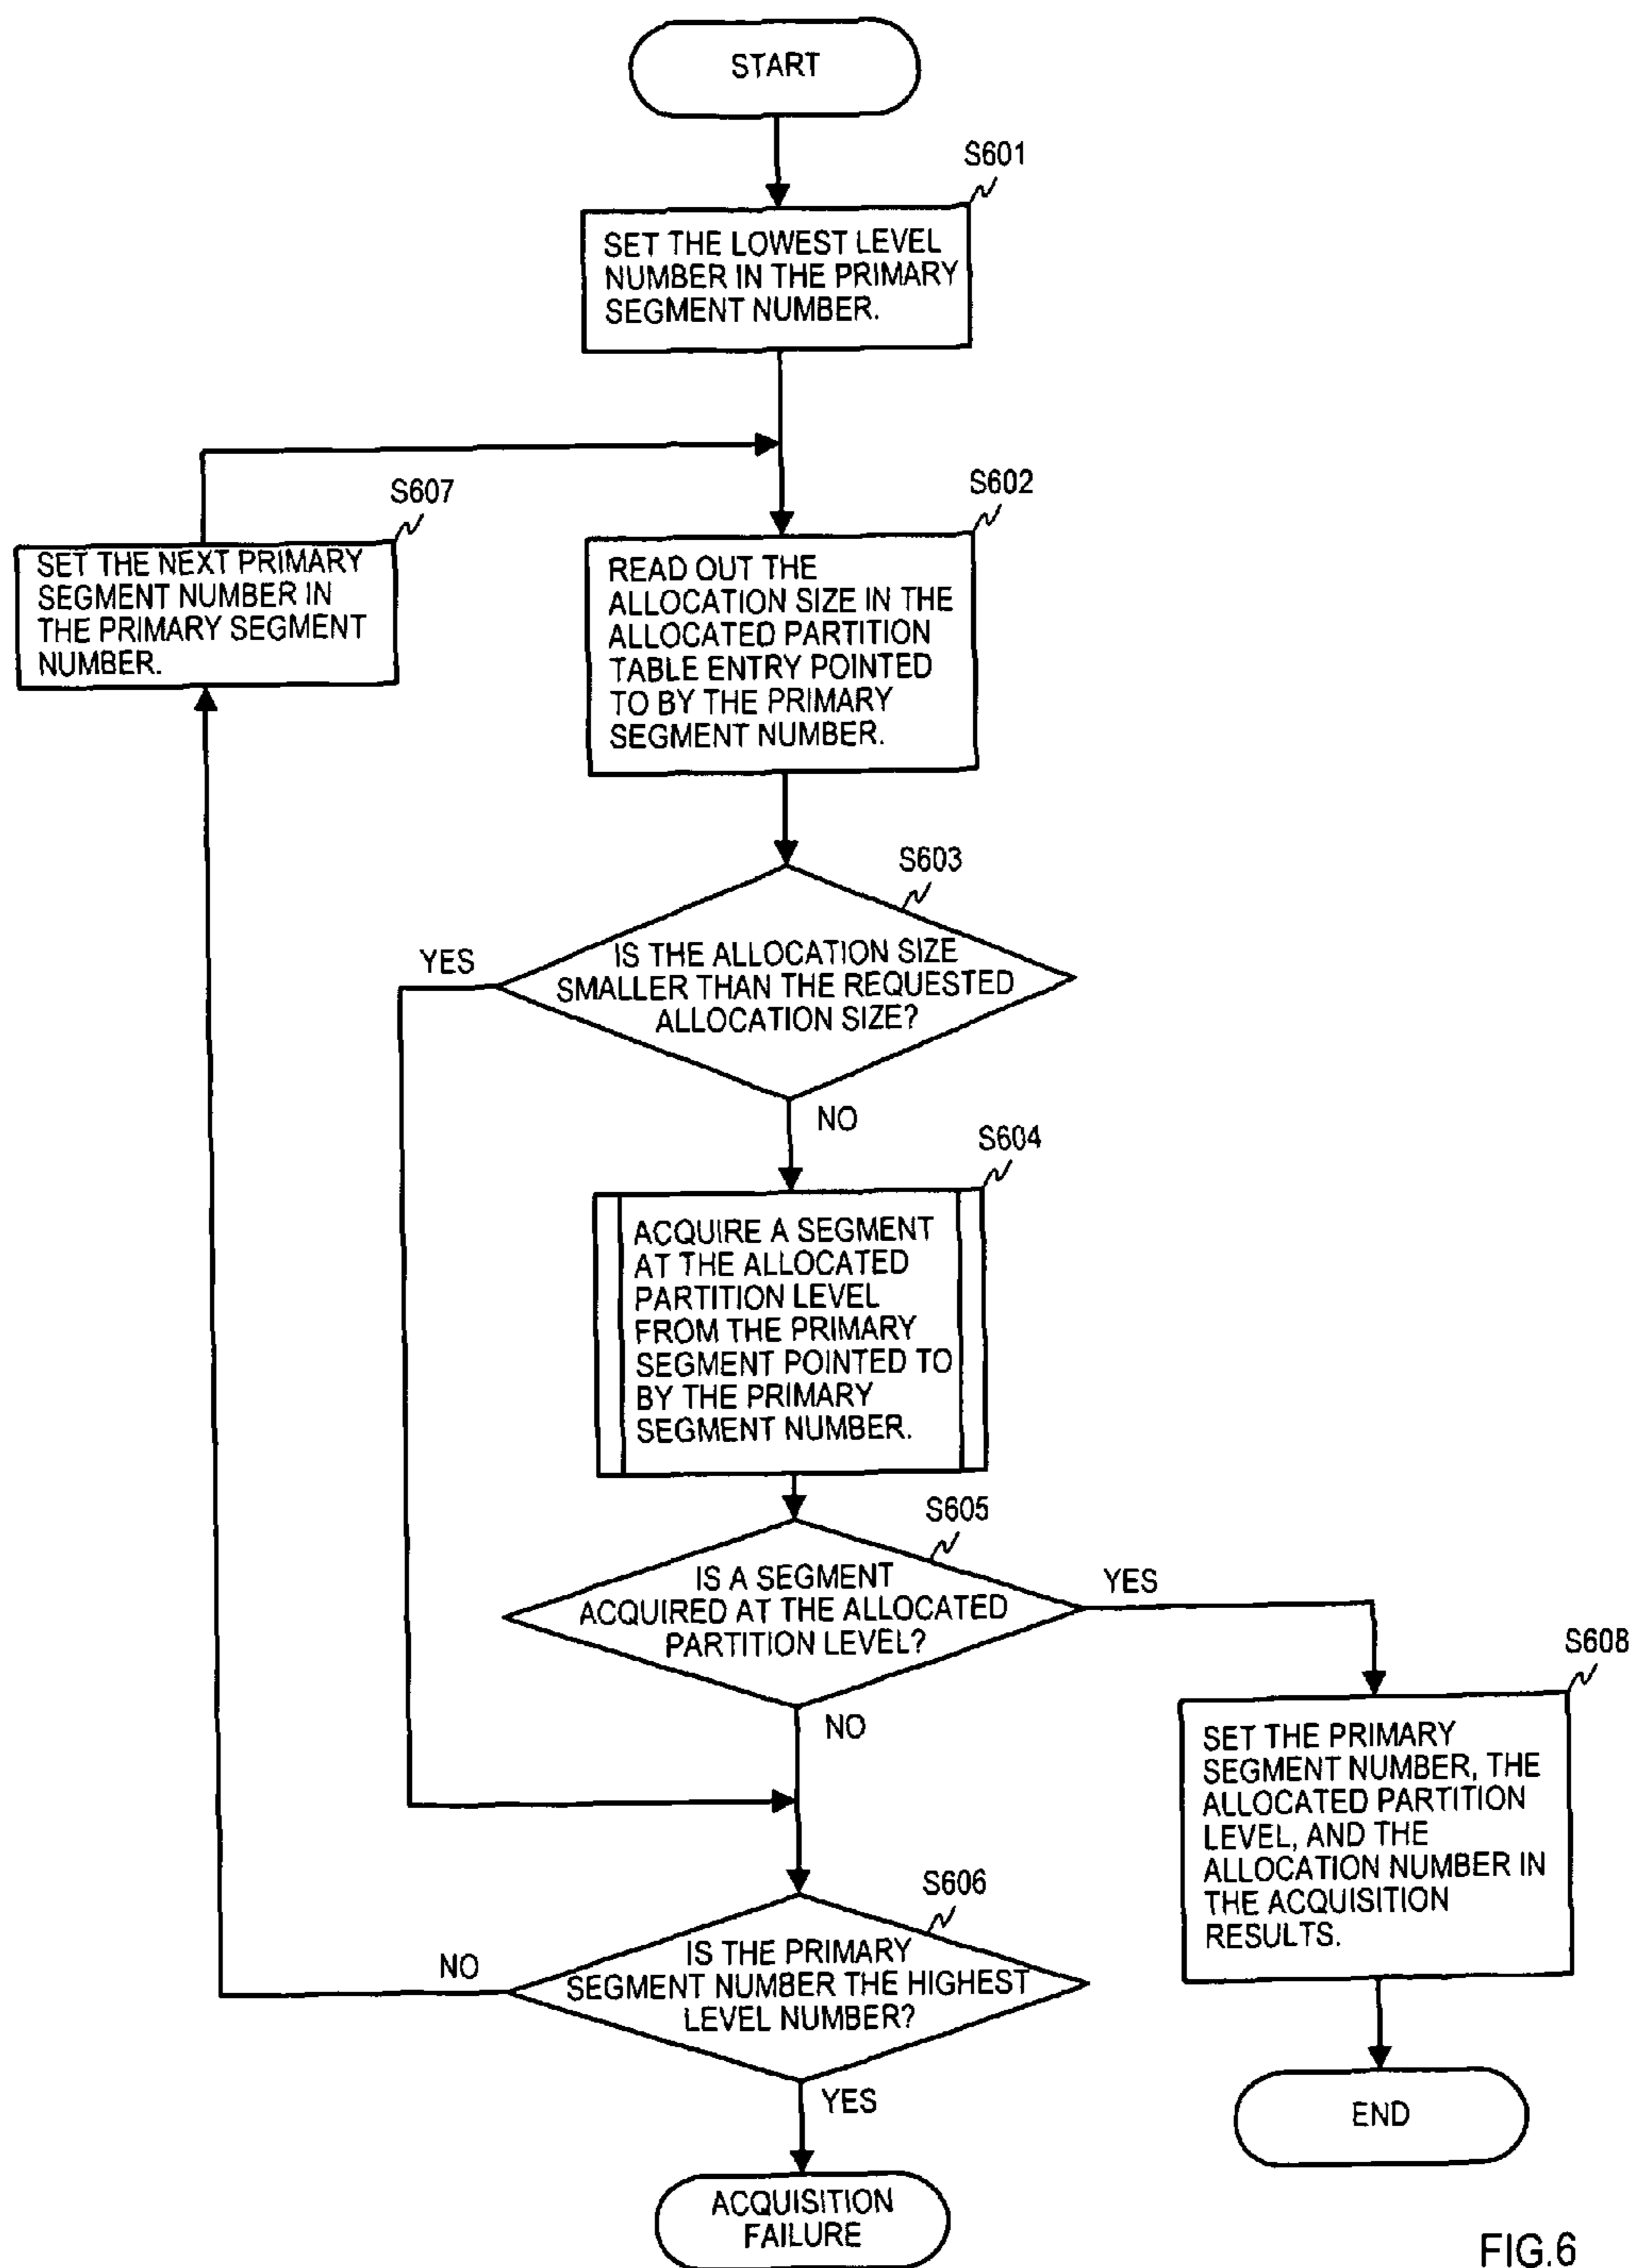 START
S601
SET THE LOWEST LEVEL
NUMBER IN THE PRIMARY
SEGMENT NUMBER.
S607
SET THE NEXT PRIMARY
SEGMENT NUMBER IN
THE PRIMARY SEGMENT
NUMBER.
S602
READ OUT THE
ALLOCATION SIZE IN THE
ALLOCATED PARTITION
TABLE ENTRY POINTED
TO BY THE PRIMARY
SEGMENT NUMBER.
S603
YES
IS THE ALLOCATION SIZE
SMALLER THAN THE REQUESTED
ALLOCATION SIZE?
NO
S604
ACQUIRE A SEGMENT
AT THE ALLOCATED
PARTITION LEVEL
FROM THE PRIMARY
SEGMENT POINTED TO
BY THE PRIMARY
SEGMENT NUMBER.
S605
IS A SEGMENT
ACQUIRED AT THE ALLOCATED
PARTITION LEVEL?
YES
NO
S608
SET THE PRIMARY
SEGMENT NUMBER, THE
ALLOCATED PARTITION
LEVEL, AND THE
ALLOCATION NUMBER IN
THE ACQUISITION
RESULTS.
S606
NO
IS THE PRIMARY
SEGMENT NUMBER THE HIGHEST
LEVEL NUMBER?
YES
END
ACQUISITION
FAILURE
FIG.6